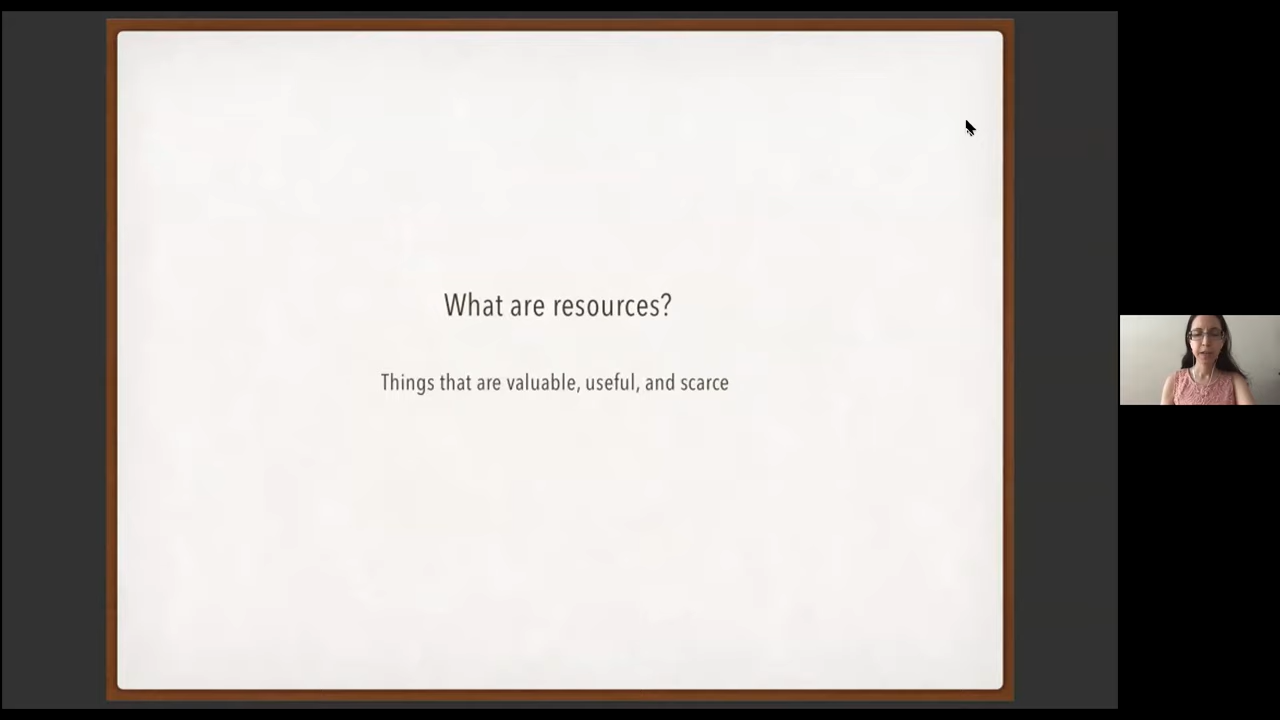 What are resources?
Things that are valuable, useful, and scarce